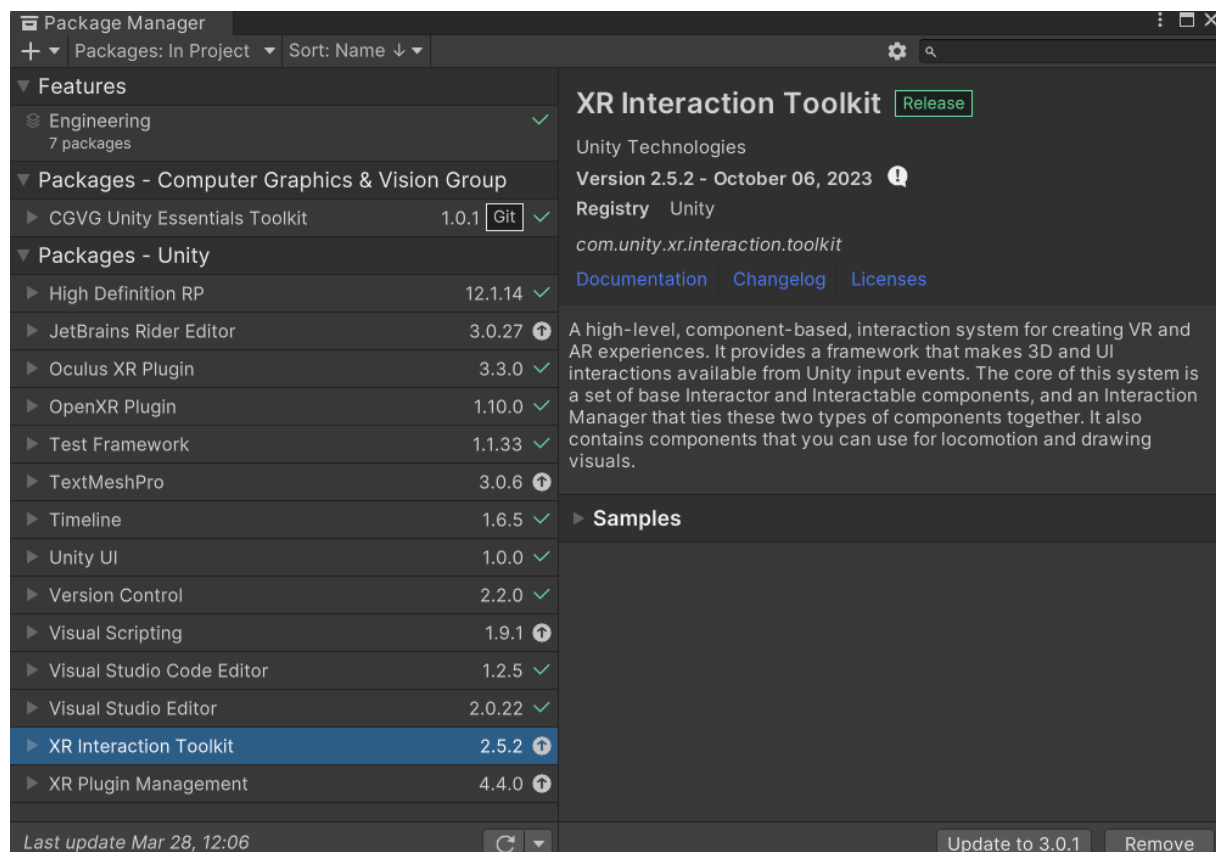 Package Manager
Packages: In Project Sort: Name ↓
Features
Engineering
7 packages
Packages - Computer Graphics & Vision Group
CGVG Unity Essentials Toolkit 1.0.1 Git
Packages - Unity
High Definition RP 12.1.14
JetBrains Rider Editor 3.0.27
Oculus XR Plugin 3.3.0
OpenXR Plugin 1.10.0
Test Framework 1.1.33
TextMeshPro 3.0.6
Timeline 1.6.5
Unity UI 1.0.0
Version Control 2.2.0
Visual Scripting 1.9.1
Visual Studio Code Editor 1.2.5
Visual Studio Editor 2.0.22
XR Interaction Toolkit 2.5.2
XR Plugin Management 4.4.0
Last update Mar 28, 12:06
XR Interaction Toolkit Release
Unity Technologies
Version 2.5.2 - October 06, 2023
Registry Unity
com.unity.xr.interaction.toolkit
Documentation Changelog Licenses
A high-level, component-based, interaction system for creating VR and
AR experiences. It provides a framework that makes 3D and UI
interactions available from Unity input events. The core of this system is
a set of base Interactor and Interactable components, and an Interaction
Manager that ties these two types of components together. It also
contains components that you can use for locomotion and drawing
visuals.
Samples
Update to 3.0.1 Remove